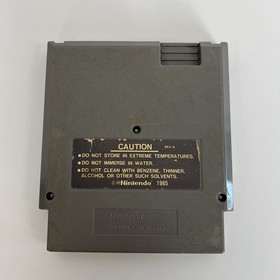 CAUTION
• DO NOT STORE IN EXTREME TEMPERATURES.
• DO NOT IMMERSE IN WATER.
• DO NOT CLEAN WITH BENZENE, THINNER,
ALCOHOL OR OTHER SUCH SOLVENTS.
©Nintendo 1985
Nintendo